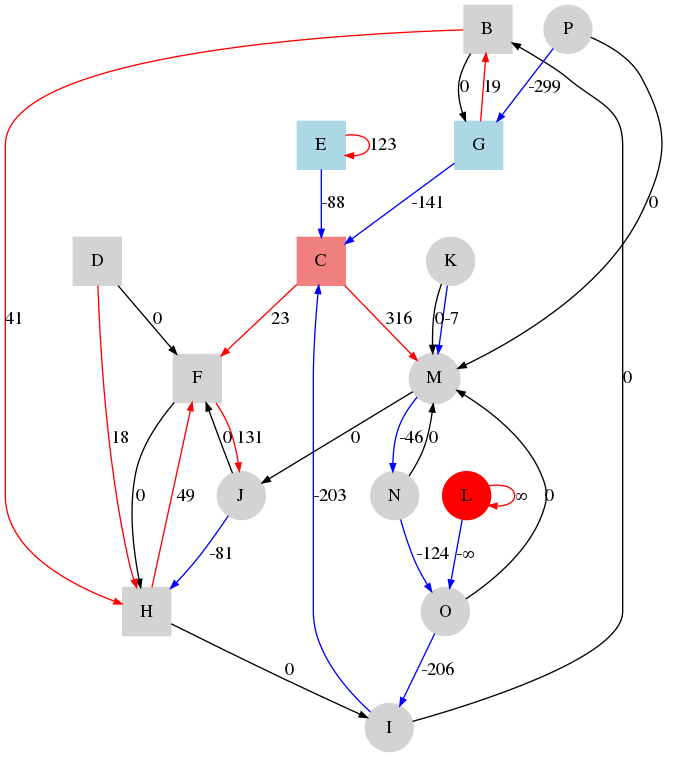 B P
0 19 -299
E 123 G
-88 -141 0
D C K
41 0 23 316 0 -7 0
F M
18 0 131 0 -46 0
0 49 J -203 N L ∞ 0
-81 -124 -∞
H O
0 -206
I